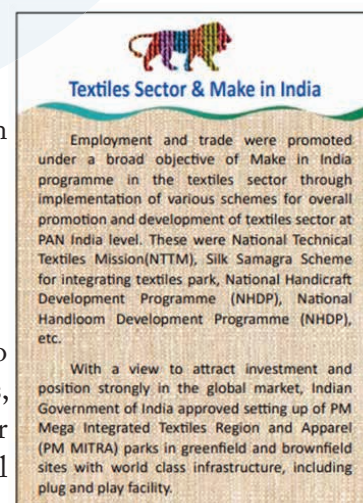 Textiles Sector & Make in India
Employment and trade were promoted
under a broad objective of Make in India
programme in the textiles sector through
implementation of various schemes for overall
promotion and development of textiles sector at
PAN India level. These were National Technical
Textiles Mission(NTTM), Silk Samagra Scheme
for integrating textiles park, National Handicraft
Development Programme (NHDP), National
Handloom Development Programme (NHDP),
etc.
With a view to attract investment and
position strongly in the global market, Indian
Government of India approved setting up of PM
Mega Integrated Textiles Region and Apparel
(PM MITRA) parks in greenfield and brownfield
sites with world class infrastructure, including
plug and play facility.